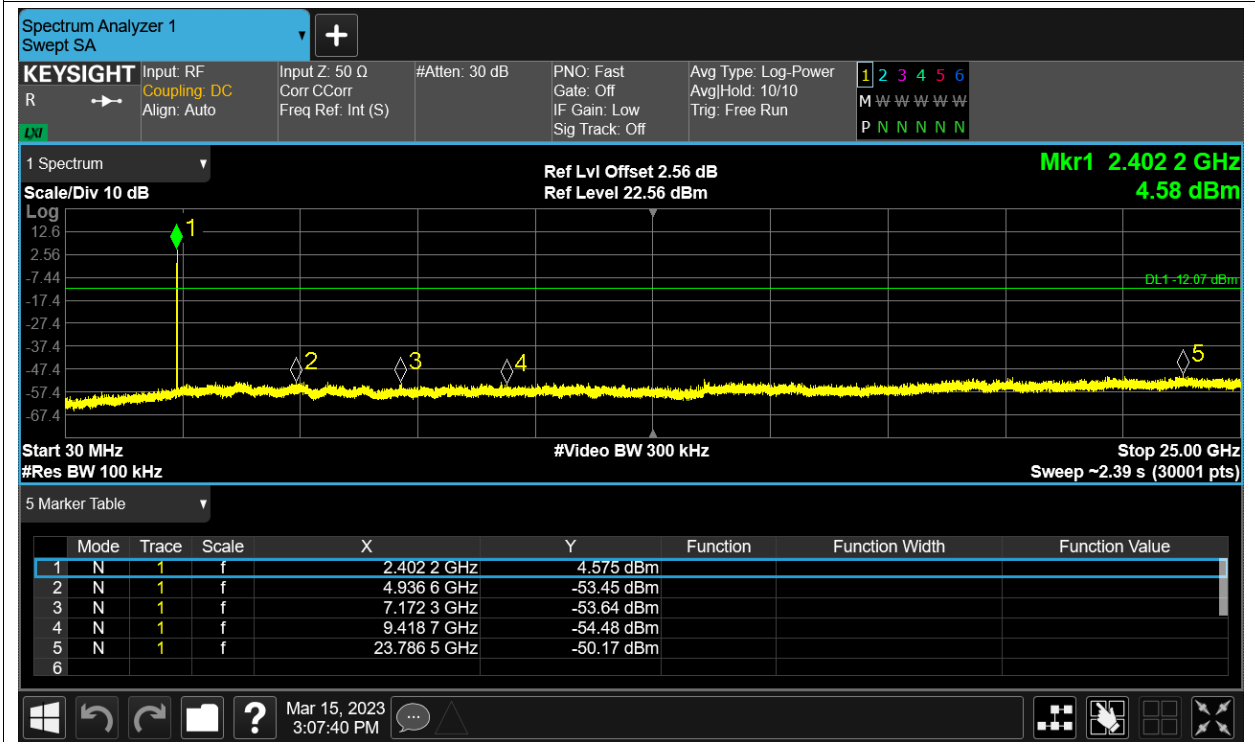 Spectrum Analyzer 1
Swept SA
+
KEYSIGHT Input: RF Input Z: 50 Ω #Atten: 30 dB PNO: Fast Avg Type: Log-Power 1 2 3 4 5 6
R Coupling: DC Corr CCorr Gate: Off Avg|Hold: 10/10 M W W W W W
Align: Auto Freq Ref: Int (S) IF Gain: Low Trig: Free Run P N N N N N
LXI Sig Track: Off
1 Spectrum Ref Lvl Offset 2.56 dB Mkr1 2.402 2 GHz
Scale/Div 10 dB Ref Level 22.56 dBm 4.58 dBm
Log
12.6 1
2.56
-7.44 DL1 -12.07 dBm
-17.4
-27.4
-37.4 2 3 4 5
-47.4
-57.4
-67.4
Start 30 MHz #Video BW 300 kHz Stop 25.00 GHz
#Res BW 100 kHz Sweep ~2.39 s (30001 pts)
5 Marker Table
Mode Trace Scale X Y Function Function Width Function Value
1 N 1 f 2.402 2 GHz 4.575 dBm
2 N 1 f 4.936 6 GHz -53.45 dBm
3 N 1 f 7.172 3 GHz -53.64 dBm
4 N 1 f 9.418 7 GHz -54.48 dBm
5 N 1 f 23.786 5 GHz -50.17 dBm
6
? Mar 15, 2023
3:07:40 PM